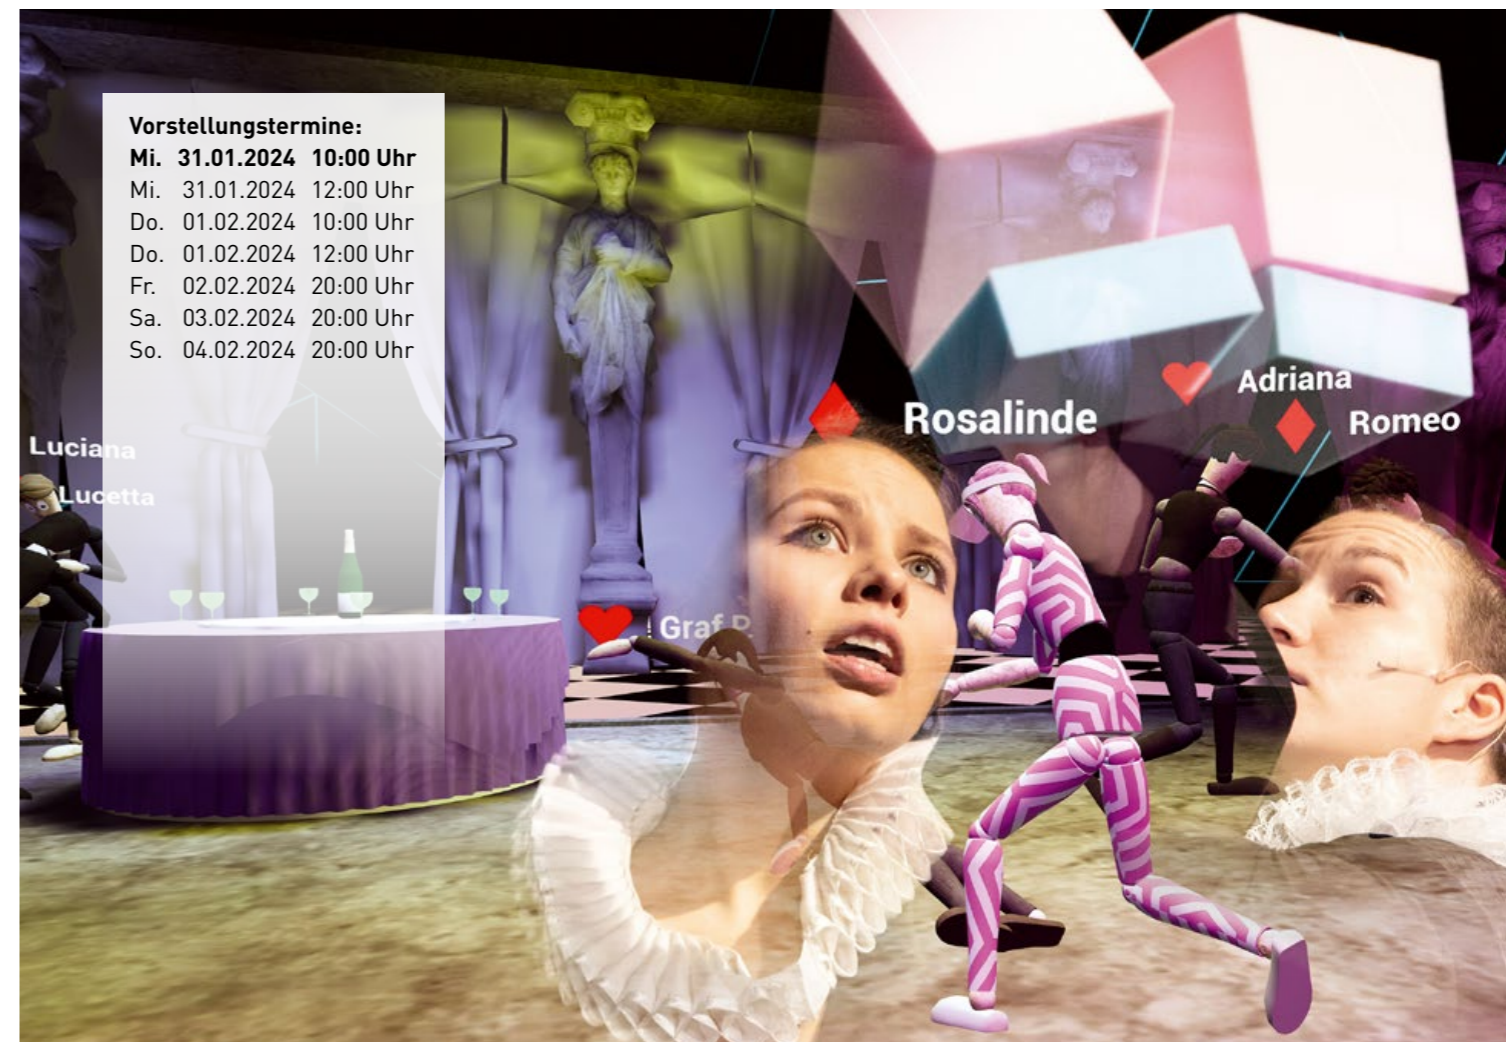 Vorstellungstermine:
Mi. 31.01.2024 10:00 Uhr
Mi. 31.01.2024 12:00 Uhr
Do. 01.02.2024 10:00 Uhr
Do. 01.02.2024 12:00 Uhr
Fr. 02.02.2024 20:00 Uhr
Sa. 03.02.2024 20:00 Uhr
So. 04.02.2024 20:00 Uhr
Adriana
Rosalinde
Romeo
Luciana
Lucetta
Graf P